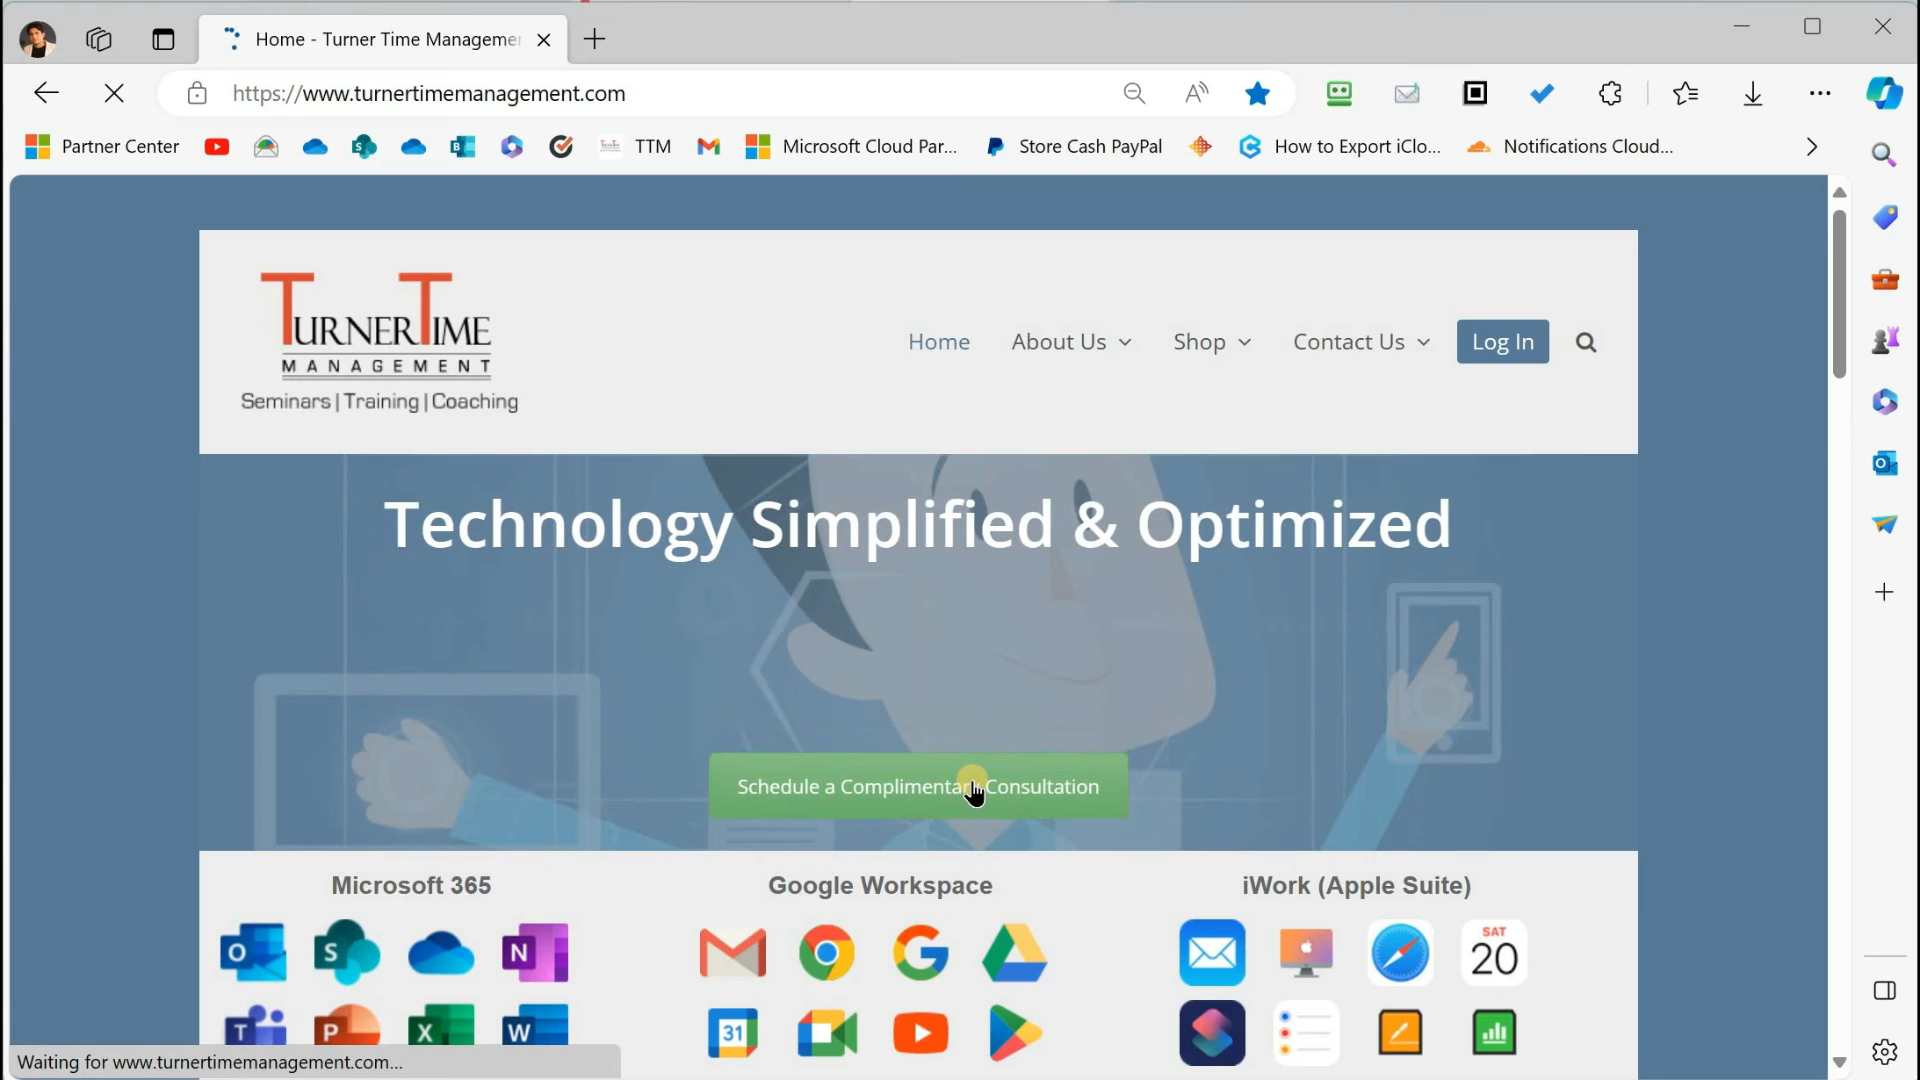 Home - Turner Time Manageme
https://www.turnertimemanagement.com
Partner Center
TTM
Microsoft Cloud Par...
Store Cash PayPal
How to Export iClo...
Notifications Cloud...
TURNERTIME
MANAGEMENT
Seminars | Training | Coaching
Home
About Us
Shop
Contact Us
Log In
Technology Simplified & Optimized
Schedule a Complimentary Consultation
Microsoft 365
Google Workspace
iWork (Apple Suite)
O
S
N
SAT
20
T
P
X
W
31
Waiting for www.turnertimemanagement.com...